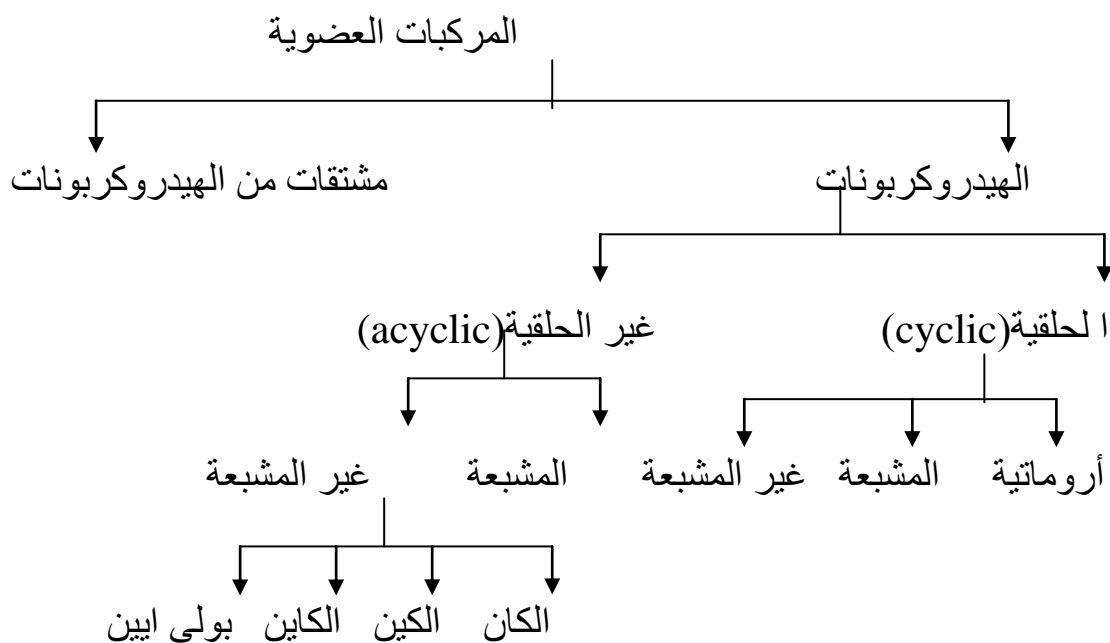 المركبات العضوية
الهيدروكربونات مشتقات من الهيدروكربونات
ا لحلقية(cyclic) غير الحلقية(acyclic)
أروماتية المشبعة غير المشبعة المشبعة غير المشبعة
الكان الكين الكاين بولى ايين